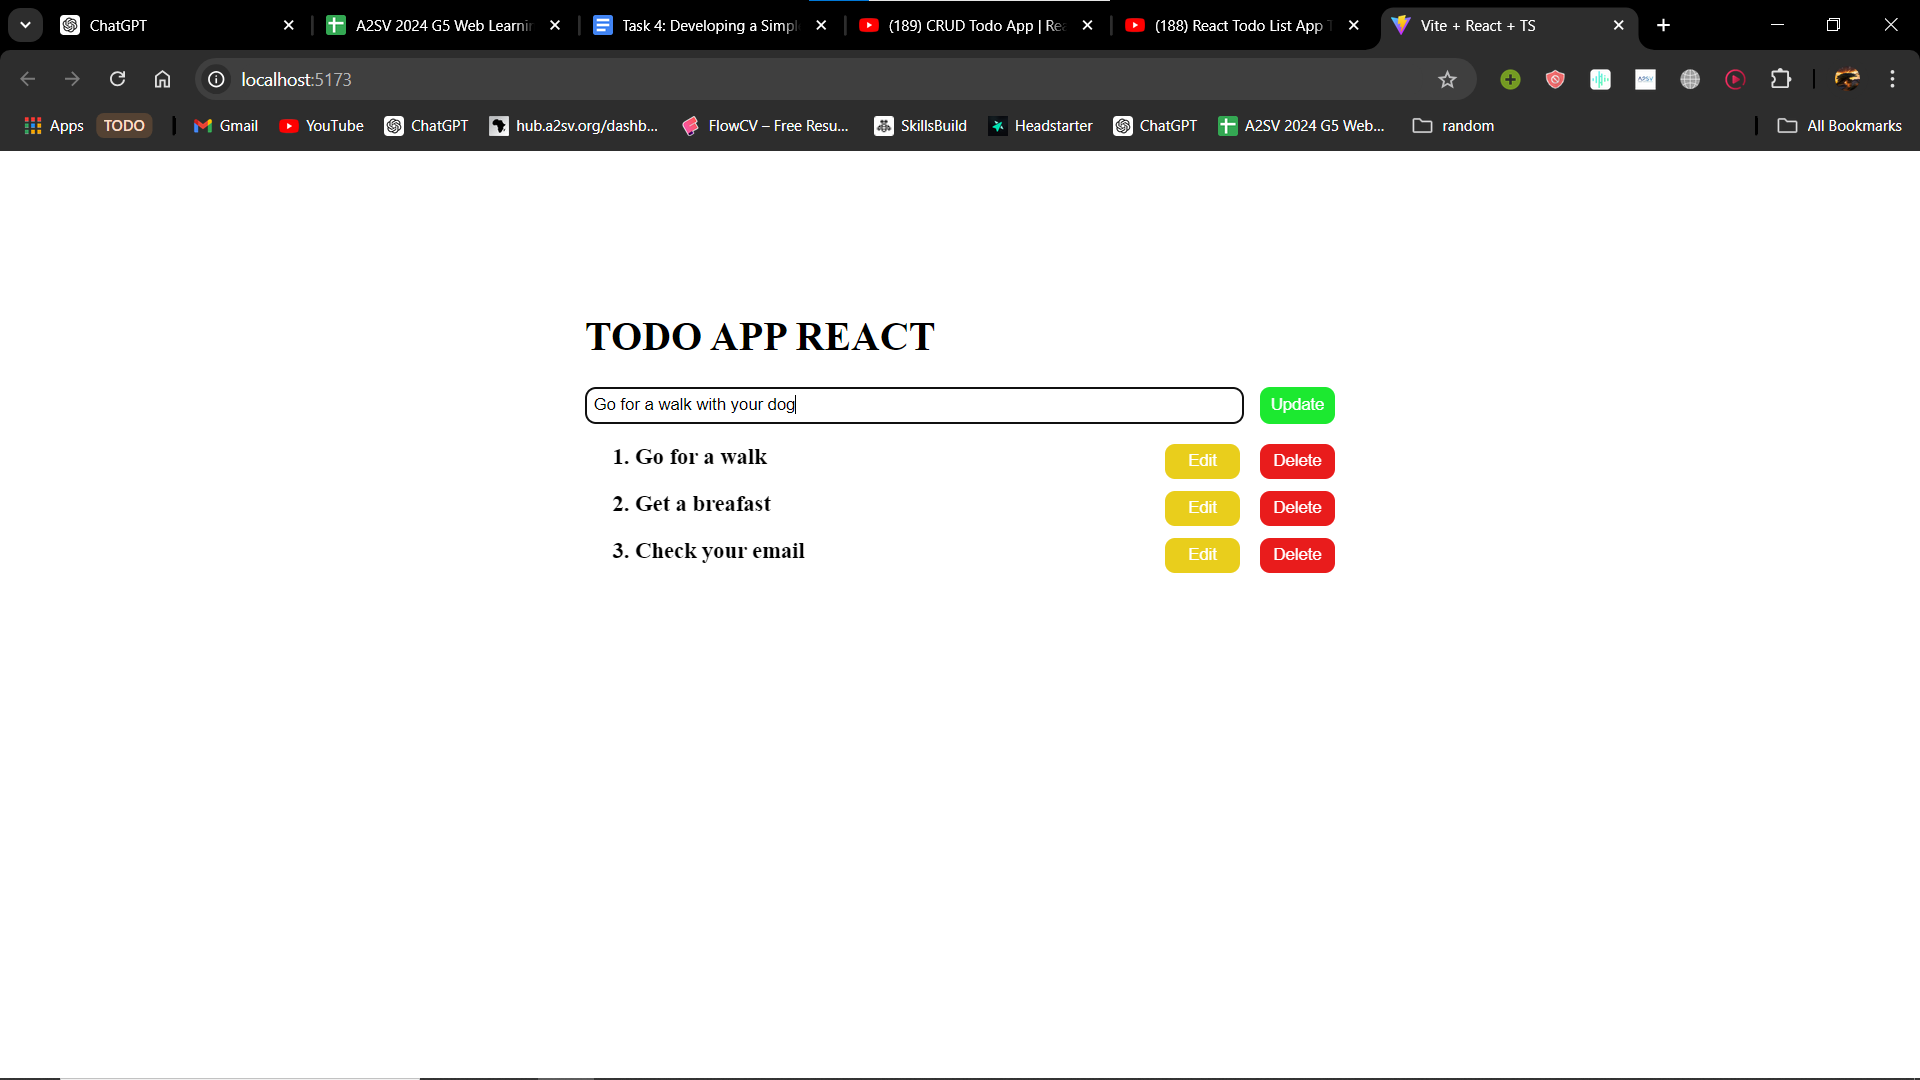 ChatGPT
A2SV 2024 G5 Web Learnin
Task 4: Developing a Simpl
(189) CRUD Todo App | Rea
(188) React Todo List App T
Vite + React + TS
localhost:5173
Apps
TODO
Gmail
YouTube
ChatGPT
hub.a2sv.org/dashb...
FlowCV – Free Resu...
SkillsBuild
Headstarter
ChatGPT
A2SV 2024 G5 Web...
random
All Bookmarks
TODO APP REACT
Go for a walk with your dog
Update
1. Go for a walk
Edit
Delete
2. Get a breafast
Edit
Delete
3. Check your email
Edit
Delete